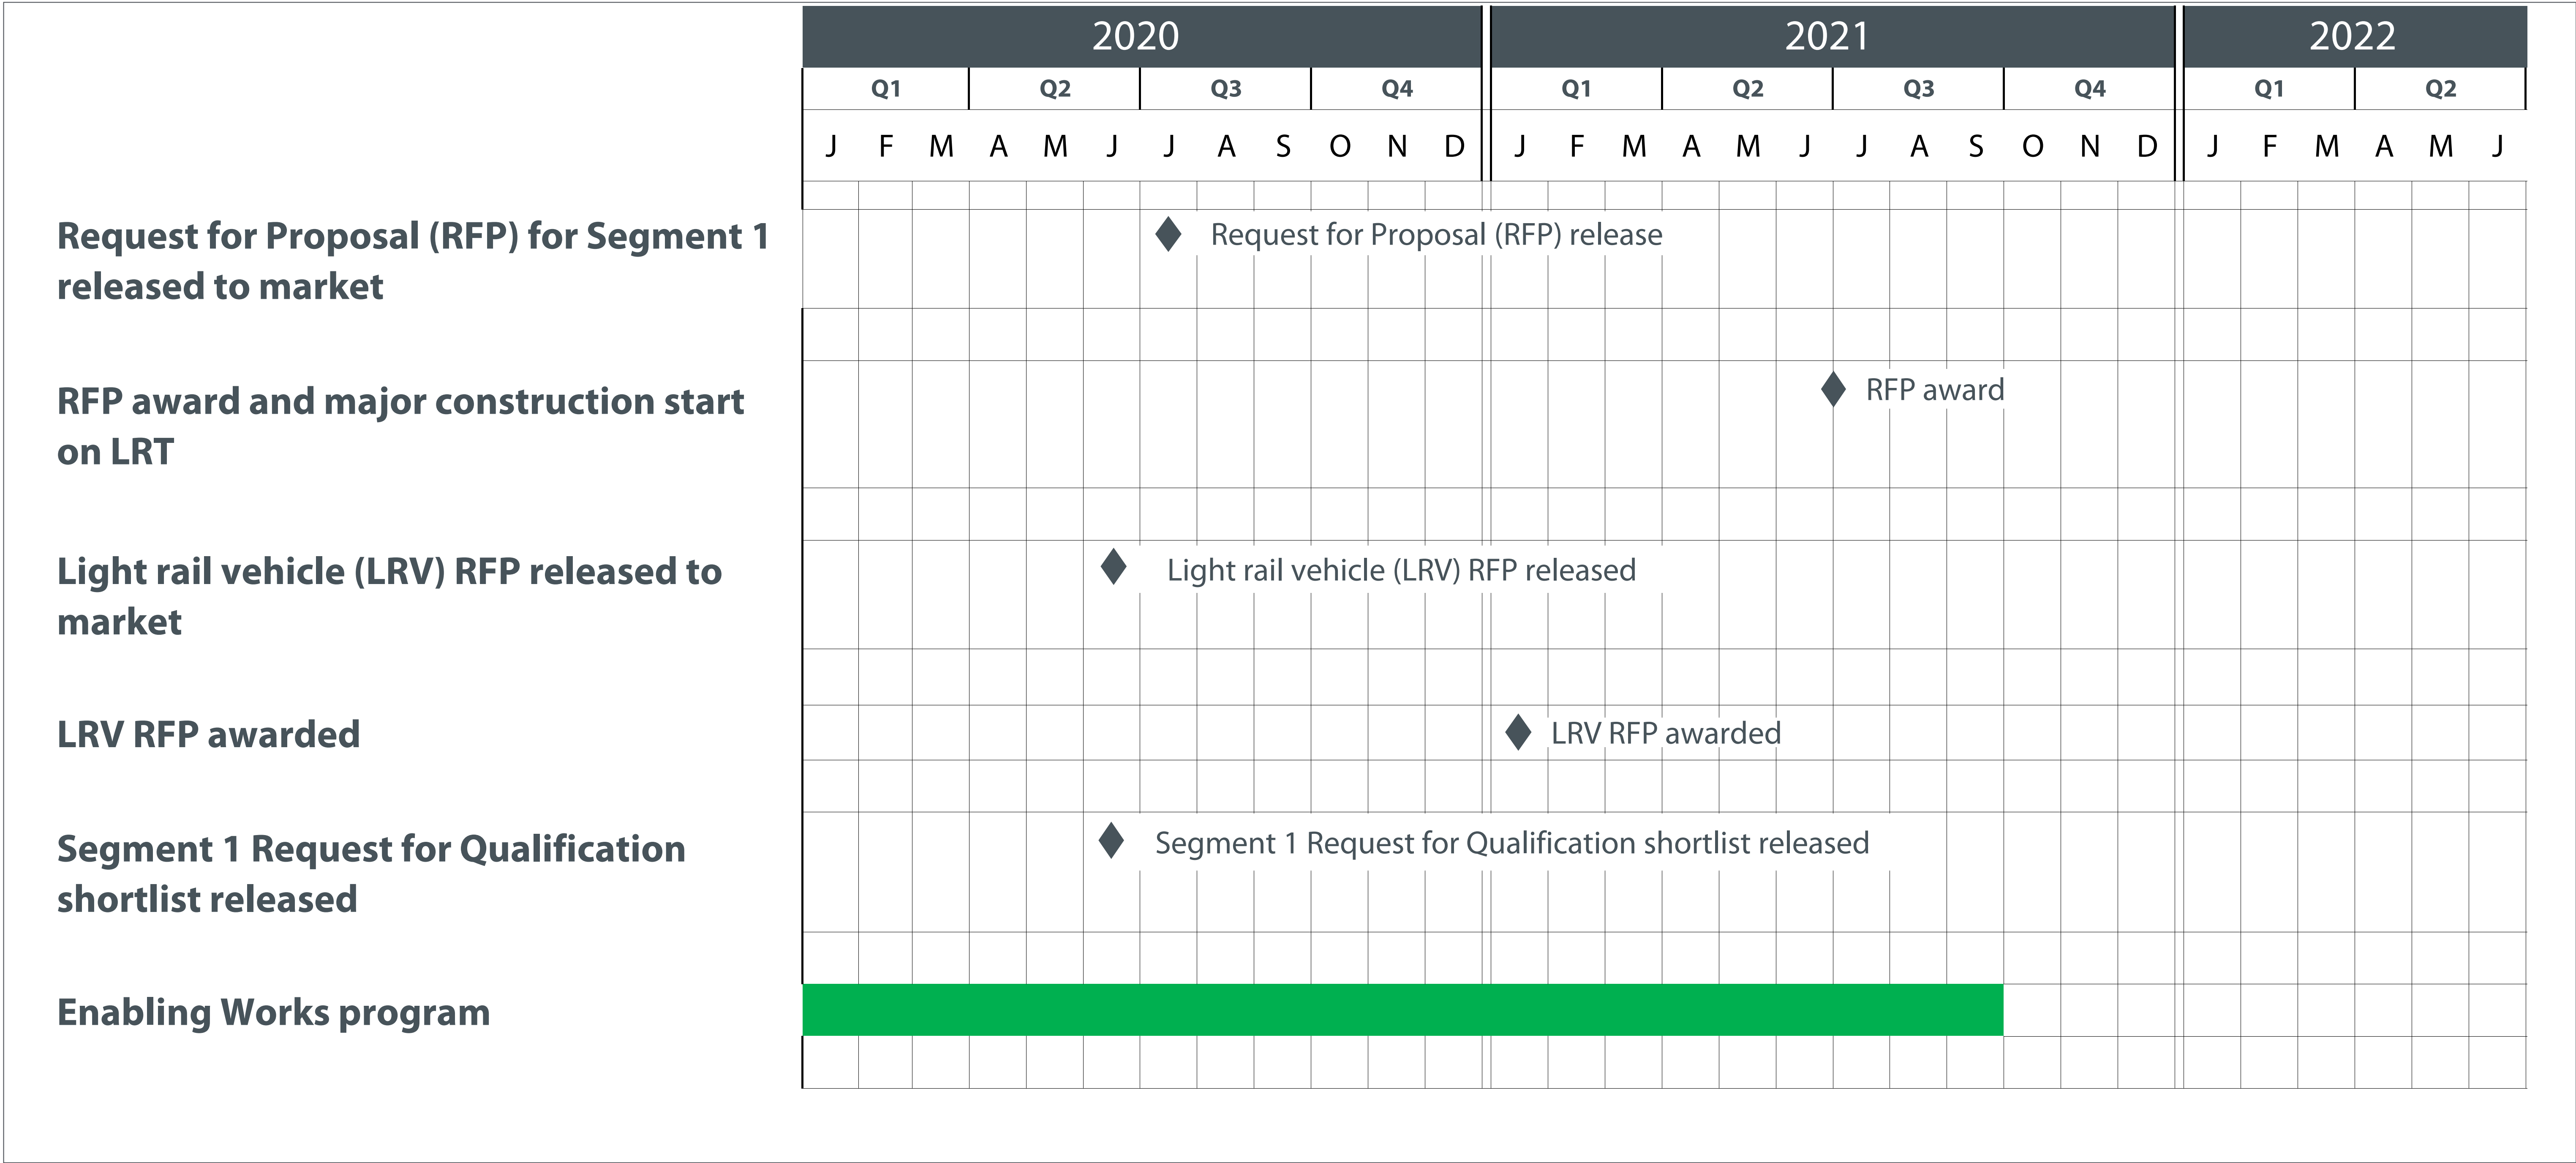 2020 2021 2022
Q1 Q2 Q3 Q4 Q1 Q2 Q3 Q4 Q1 Q2
J F M A M J J A S O N D J F M A M J J A S O N D J F M A M J
Request for Proposal (RFP) for Segment 1
released to market
Request for Proposal (RFP) release
RFP award and major construction start
on LRT
RFP award
Light rail vehicle (LRV) RFP released to
market
Light rail vehicle (LRV) RFP released
LRV RFP awarded
LRV RFP awarded
Segment 1 Request for Qualification
shortlist released
Segment 1 Request for Qualification shortlist released
Enabling Works program